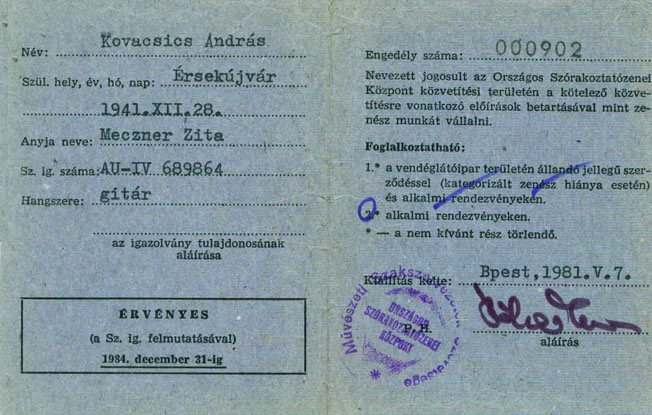 Név: Kovacsics András
Szül. hely, év, hó, nap: Érsekújvár
1941.XII.28.
Anyja neve: Meczner Zita
Sz. ig. száma: AU-IV 689864
Hangszere: gitár
az igazolvány tulajdonosának
aláírása
ÉRVÉNYES
(a Sz. ig. felmutatásával)
1984. december 31-ig
Engedély száma: 000902
Nevezett jogosult az Országos Szórakoztatózenei
Központ közvetítési területén a kötelező közve-
títésre vonatkozó előírások betartásával mint ze-
nész munkát vállalni.
Foglalkoztatható:
1.* a vendéglátóipar területén állandó jellegű szer-
ződéssel (kategorizált zenész hiánya esetén)
és alkalmi rendezvényeken.
2.* alkalmi rendezvényeken.
* — a nem kívánt rész törlendő.
Kiállítás kelte: Bpest,1981.V.7.
P. H.
aláírás
Művészeti Szakszervezetek Szövetsége
ORSZÁGOS
SZÓRAKOZTATÓZENEI
KÖZPONT